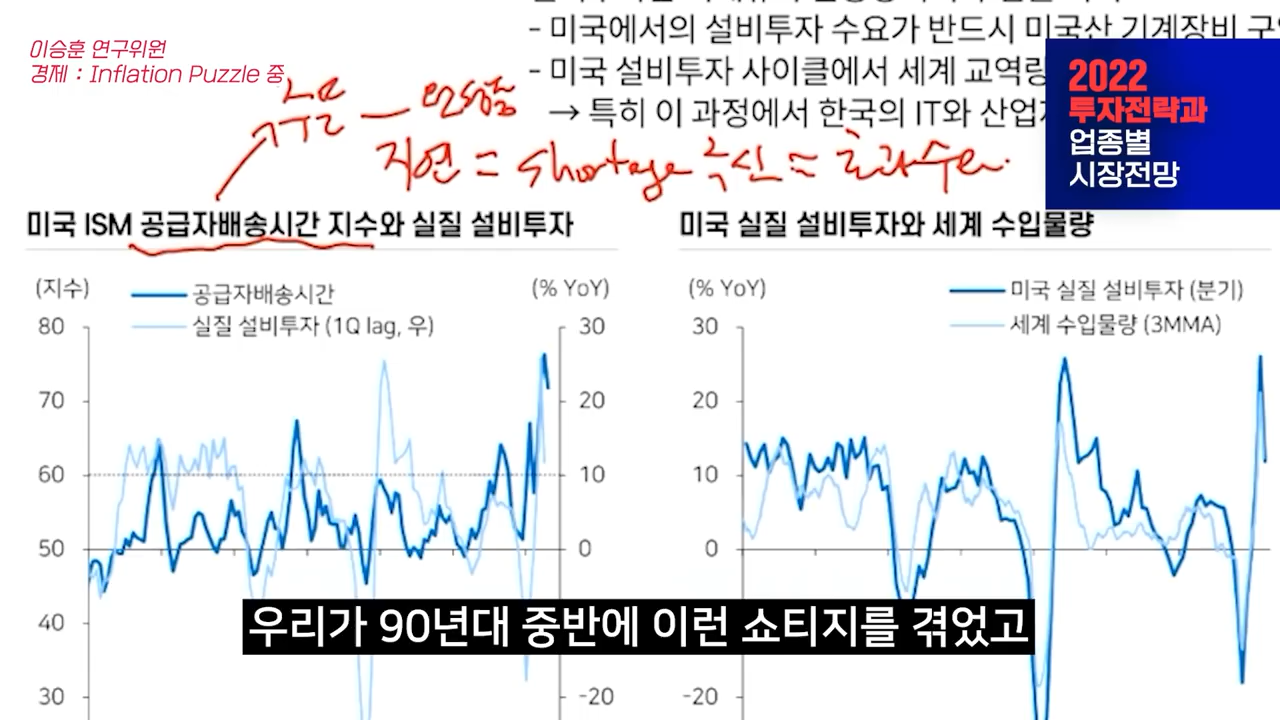 이승훈 연구위원
경제 : Inflation Puzzle 중
- 미국에서의 설비투자 수요가 반드시 미국산 기계장비 구
- 미국 설비투자 사이클에서 세계 교역량
→ 특히 이 과정에서 한국의 IT와 산업
2022
투자전략과
업종별
시장전망
지연 = shortage 극심 = 초과수요
미국 ISM 공급자배송시간 지수와 실질 설비투자
(지수)
(% YoY)
공급자배송시간
실질 설비투자 (1Q lag, 우)
80
70
60
50
40
30
30
20
10
0
-20
미국 실질 설비투자와 세계 수입물량
(% YoY)
미국 실질 설비투자 (분기)
세계 수입물량 (3MMA)
30
20
10
0
-20
우리가 90년대 중반에 이런 쇼티지를 겪었고